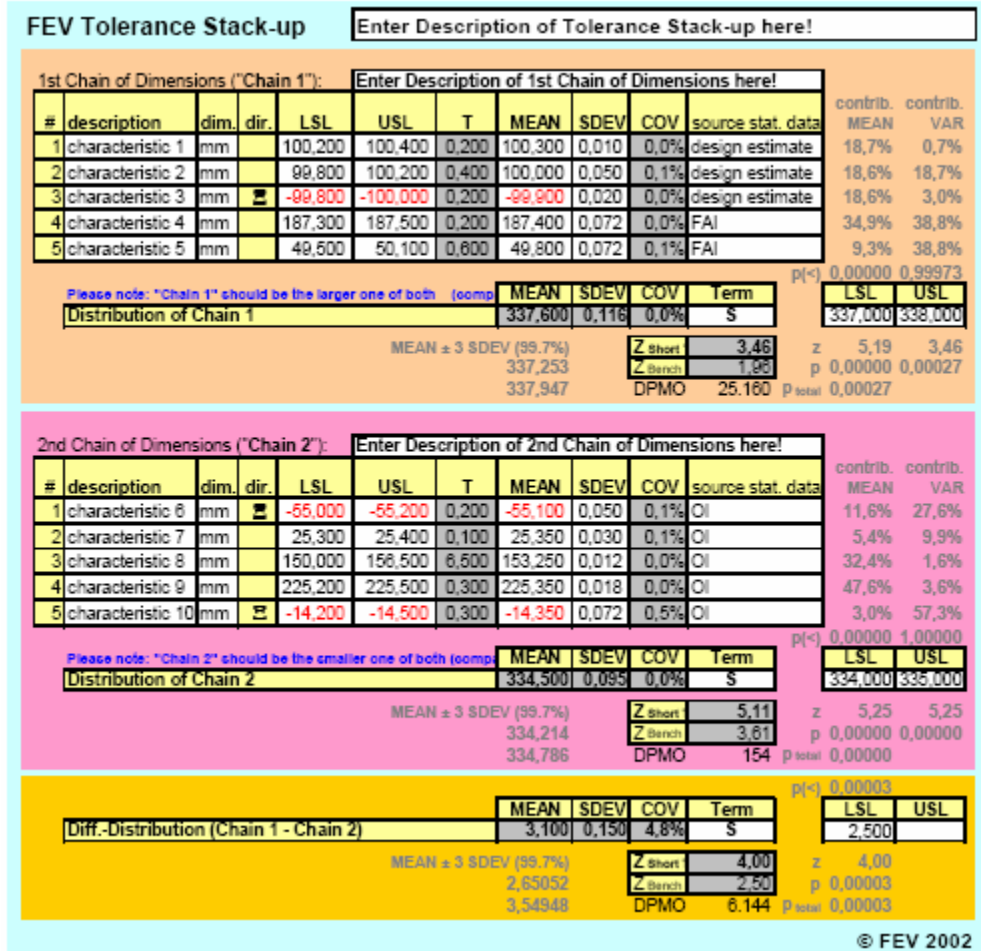 FEV Tolerance Stack-up Enter Description of Tolerance Stack-up here!
1st Chain of Dimensions ("Chain 1"): Enter Description of 1st Chain of Dimensions here!
contrib. contrib.
# description dim. dir. LSL USL T MEAN SDEV COV source stat. data MEAN VAR
1 characteristic 1 mm 100,200 100,400 0,200 100,300 0,010 0,0% design estimate 18,7% 0,7%
2 characteristic 2 mm 99,800 100,200 0,400 100,000 0,050 0,1% design estimate 18,6% 18,7%
3 characteristic 3 mm -99,800 -100,000 0,200 -99,900 0,020 0,0% design estimate 18,6% 3,0%
4 characteristic 4 mm 187,300 187,500 0,200 187,400 0,072 0,0% FAI 34,9% 38,8%
5 characteristic 5 mm 49,500 50,100 0,600 49,800 0,072 0,1% FAI 9,3% 38,8%
p(<) 0,00000 0,99973
Please note: "Chain 1" should be the larger one of both (comp MEAN SDEV COV Term LSL USL
Distribution of Chain 1 337,600 0,116 0,0% S 337,000 338,000
MEAN ± 3 SDEV (99.7%) Z Short 3,46 z 5,19 3,46
337,253 Z Bench 1,96 p 0,00000 0,00027
337,947 DPMO 25.160 p total 0,00027
2nd Chain of Dimensions ("Chain 2"): Enter Description of 2nd Chain of Dimensions here!
contrib. contrib.
# description dim. dir. LSL USL T MEAN SDEV COV source stat. data MEAN VAR
1 characteristic 6 mm -55,000 -55,200 0,200 -55,100 0,050 0,1% OI 11,6% 27,6%
2 characteristic 7 mm 25,300 25,400 0,100 25,350 0,030 0,1% OI 5,4% 9,9%
3 characteristic 8 mm 150,000 156,500 6,500 153,250 0,012 0,0% OI 32,4% 1,6%
4 characteristic 9 mm 225,200 225,500 0,300 225,350 0,018 0,0% OI 47,6% 3,6%
5 characteristic 10 mm -14,200 -14,500 0,300 -14,350 0,072 0,5% OI 3,0% 57,3%
p(<) 0,00000 1,00000
Please note: "Chain 2" should be the smaller one of both (compa MEAN SDEV COV Term LSL USL
Distribution of Chain 2 334,500 0,095 0,0% S 334,000 335,000
MEAN ± 3 SDEV (99.7%) Z Short 5,11 z 5,25 5,25
334,214 Z Bench 3,61 p 0,00000 0,00000
334,786 DPMO 154 p total 0,00000
p(<) 0,00003
MEAN SDEV COV Term LSL USL
Diff.-Distribution (Chain 1 - Chain 2) 3,100 0,150 4,8% S 2,500
MEAN ± 3 SDEV (99.7%) Z Short 4,00 z 4,00
2,65052 Z Bench 2,50 p 0,00003
3,54948 DPMO 6.144 p total 0,00003
© FEV 2002